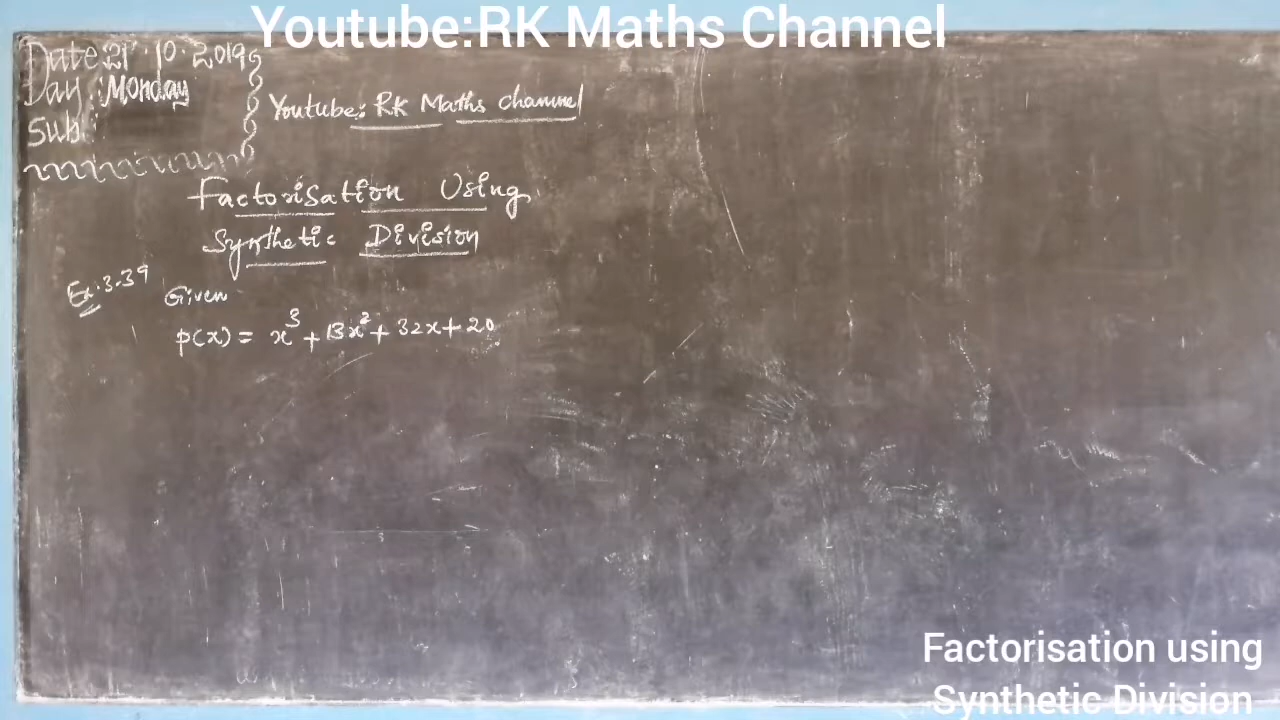 Youtube:RK Maths Channel
Date 21·10·2019
Day : Monday
Sub:
Youtube: RK Maths channel
Factorisation Using
Synthetic Division
Ex:3.39 Given
p(x) = x³ + 13x² + 32x + 20
Factorisation using
Synthetic Division